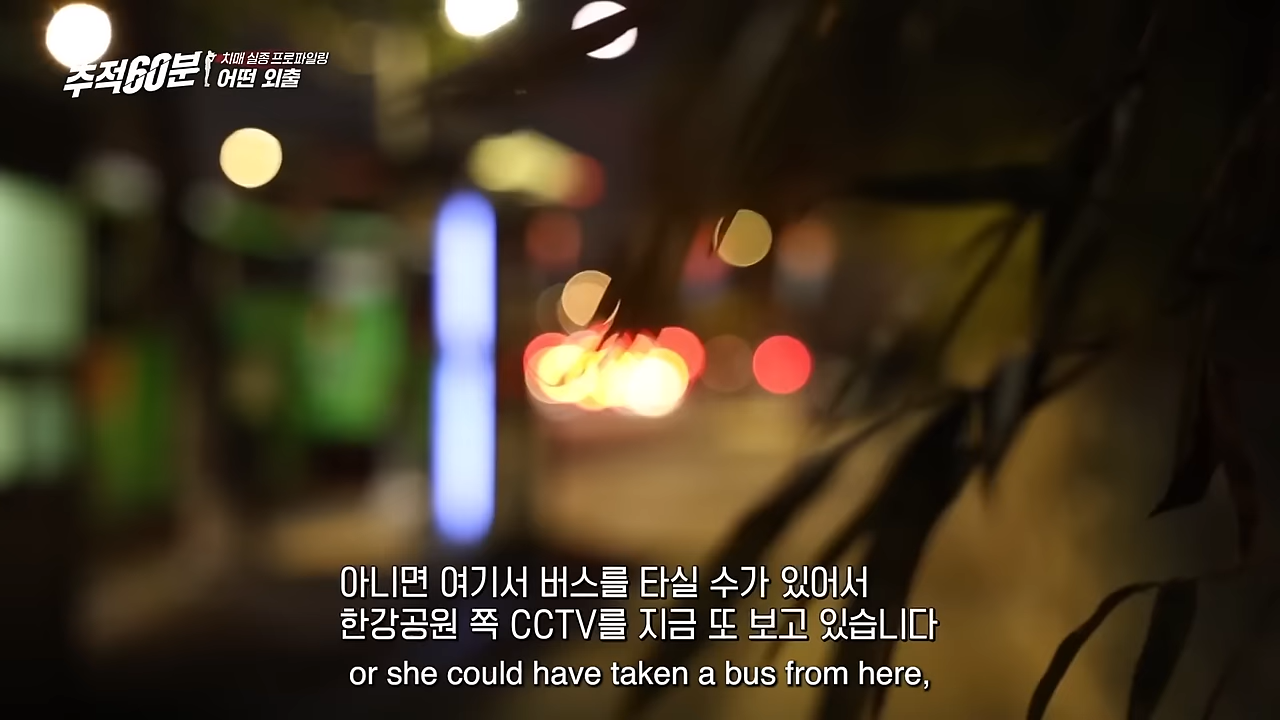 추적60분
치매 실종 프로파일링
어떤 외출
아니면 여기서 버스를 타실 수가 있어서
한강공원 쪽 CCTV를 지금 또 보고 있습니다
or she could have taken a bus from here,